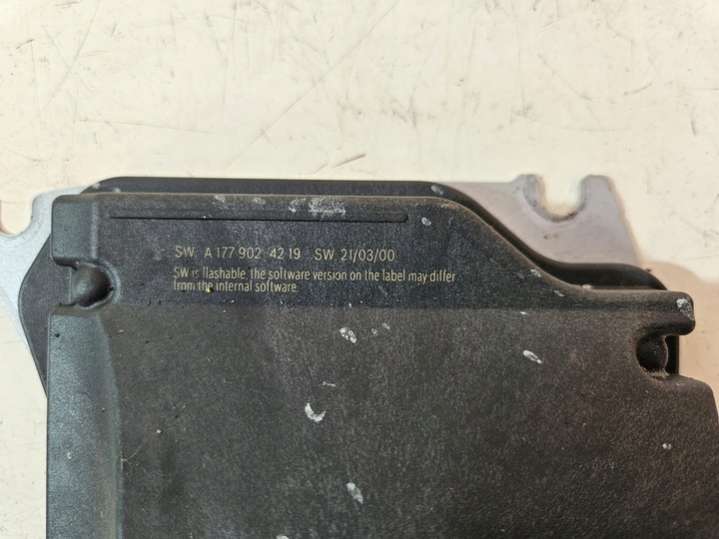 SW A 177 902 42 19 SW 21/03/00
SW is flashable, the software version on the label may differ
from the internal software.